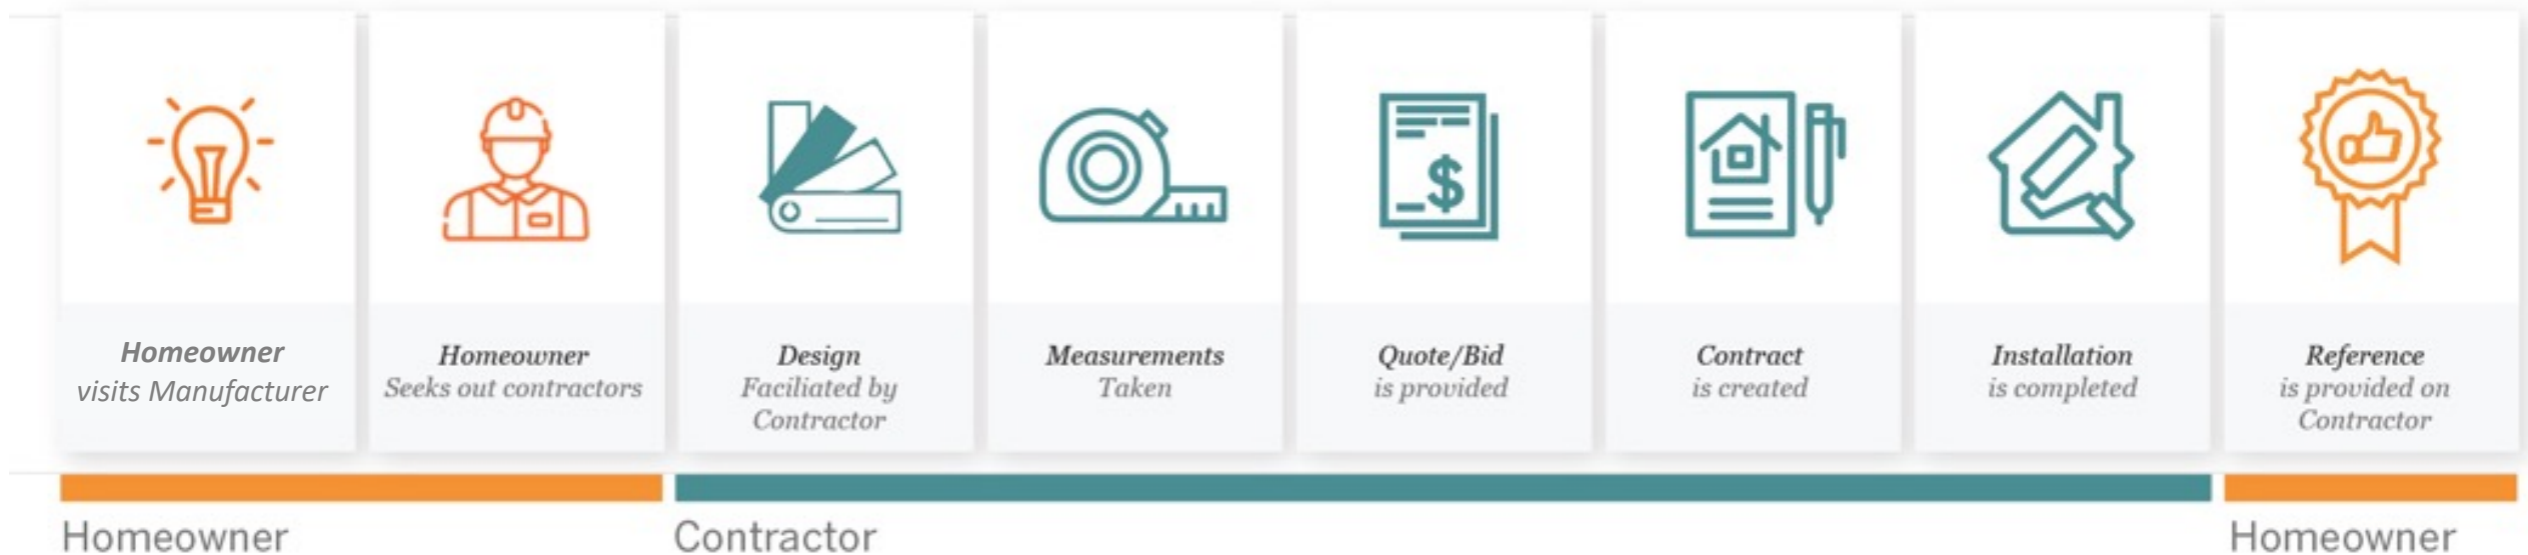 Homeowner
visits Manufacturer
Homeowner
Seeks out contractors
Design
Faciliated by
Contractor
Measurements
Taken
$
Quote/Bid
is provided
Contract
is created
Installation
is completed
Reference
is provided on
Contractor
Homeowner
Contractor
Homeowner